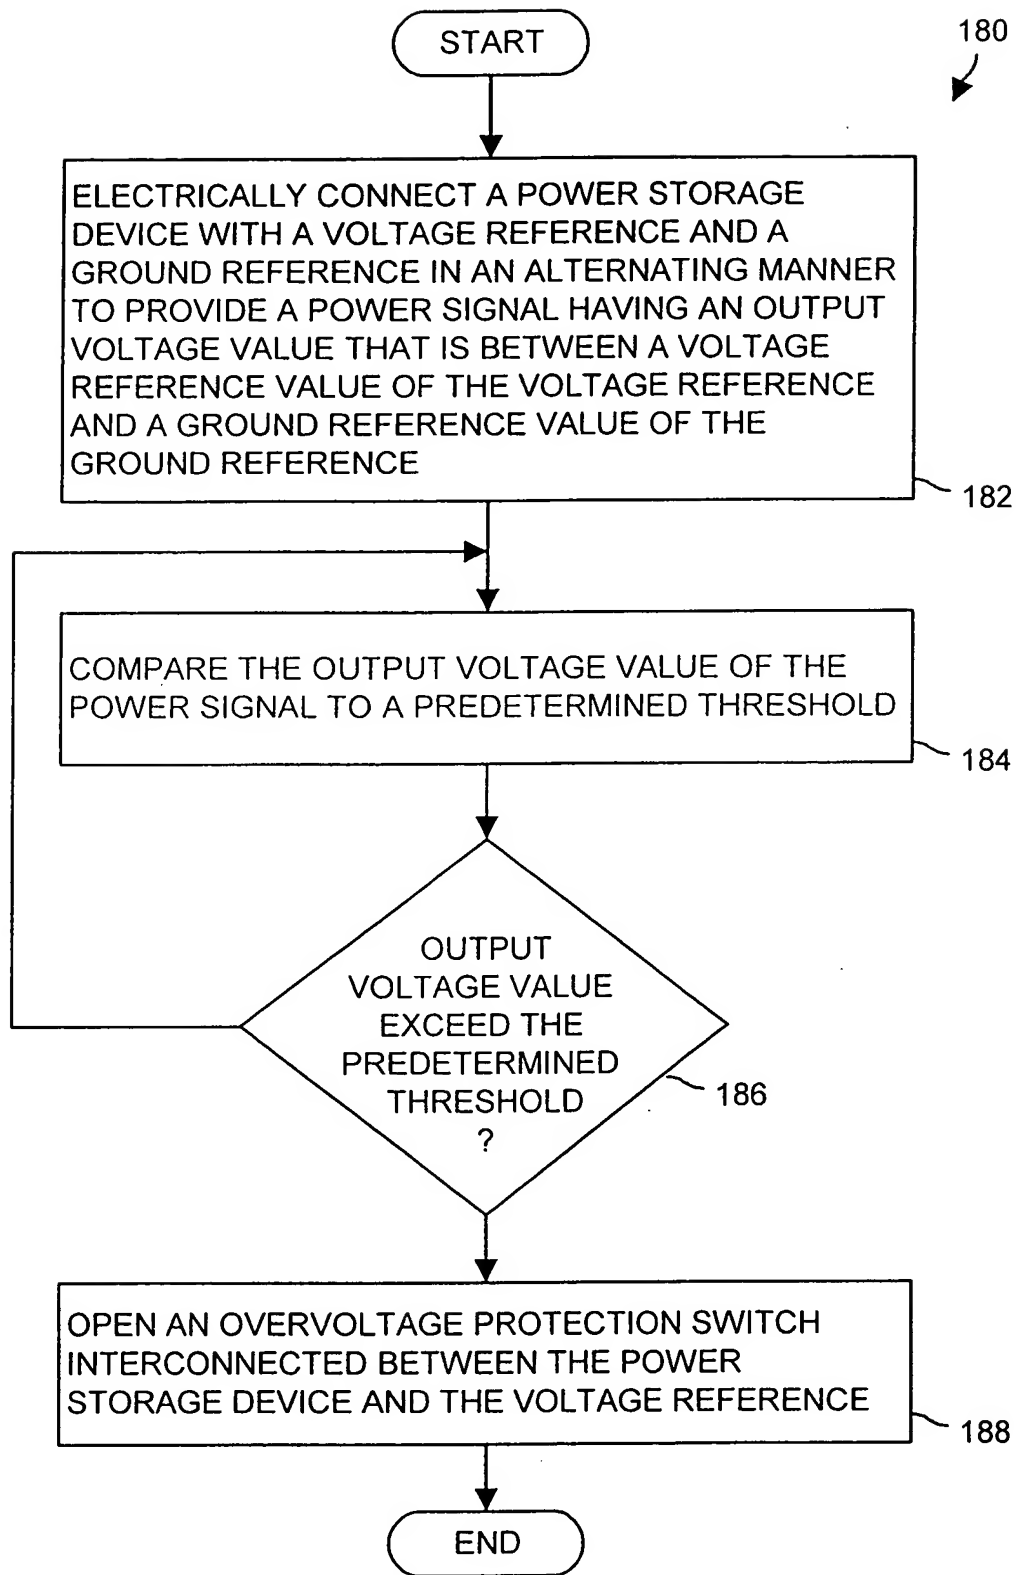 START
180
ELECTRICALLY CONNECT A POWER STORAGE
DEVICE WITH A VOLTAGE REFERENCE AND A
GROUND REFERENCE IN AN ALTERNATING MANNER
TO PROVIDE A POWER SIGNAL HAVING AN OUTPUT
VOLTAGE VALUE THAT IS BETWEEN A VOLTAGE
REFERENCE VALUE OF THE VOLTAGE REFERENCE
AND A GROUND REFERENCE VALUE OF THE
GROUND REFERENCE
182
COMPARE THE OUTPUT VOLTAGE VALUE OF THE
POWER SIGNAL TO A PREDETERMINED THRESHOLD
184
OUTPUT
VOLTAGE VALUE
EXCEED THE
PREDETERMINED
THRESHOLD
?
186
OPEN AN OVERVOLTAGE PROTECTION SWITCH
INTERCONNECTED BETWEEN THE POWER
STORAGE DEVICE AND THE VOLTAGE REFERENCE
188
END